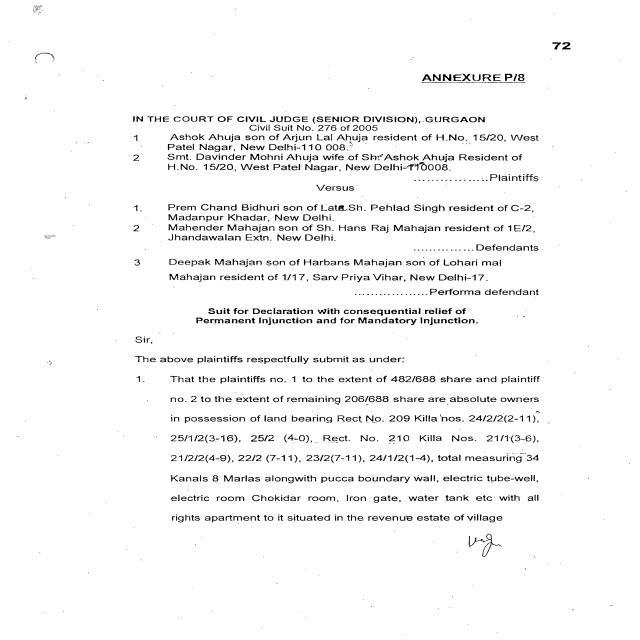 72
ANNEXURE P/8
IN THE COURT OF CIVIL JUDGE (SENIOR DIVISION), GURGAON
Civil Suit No. 276 of 2005
1 Ashok Ahuja son of Arjun Lal Ahuja resident of H.No. 15/20, West
Patel Nagar, New Delhi-110 008.
2 Smt. Davinder Mohni Ahuja wife of Sh. Ashok Ahuja Resident of
H.No. 15/20, West Patel Nagar, New Delhi-110008.
.................Plaintiffs
Versus
1. Prem Chand Bidhuri son of Late Sh. Pehlad Singh resident of C-2,
Madanpur Khadar, New Delhi.
2 Mahender Mahajan son of Sh. Hans Raj Mahajan resident of 1E/2,
Jhandawalan Extn. New Delhi.
..............Defendants
3 Deepak Mahajan son of Harbans Mahajan son of Lohari mal
Mahajan resident of 1/17, Sarv Priya Vihar, New Delhi-17.
..................Performa defendant
Suit for Declaration with consequential relief of
Permanent Injunction and for Mandatory Injunction.
Sir,
The above plaintiffs respectfully submit as under:
1. That the plaintiffs no. 1 to the extent of 482/688 share and plaintiff
no. 2 to the extent of remaining 206/688 share are absolute owners
in possession of land bearing Rect No. 209 Killa nos. 24/2/2(2-11),
25/1/2(3-16), 25/2 (4-0), Rect. No. 210 Killa Nos. 21/1(3-6),
21/2/2(4-9), 22/2 (7-11), 23/2(7-11), 24/1/2(1-4), total measuring 34
Kanals 8 Marlas alongwith pucca boundary wall, electric tube-well,
electric room Chokidar room, Iron gate, water tank etc with all
rights apartment to it situated in the revenue estate of village